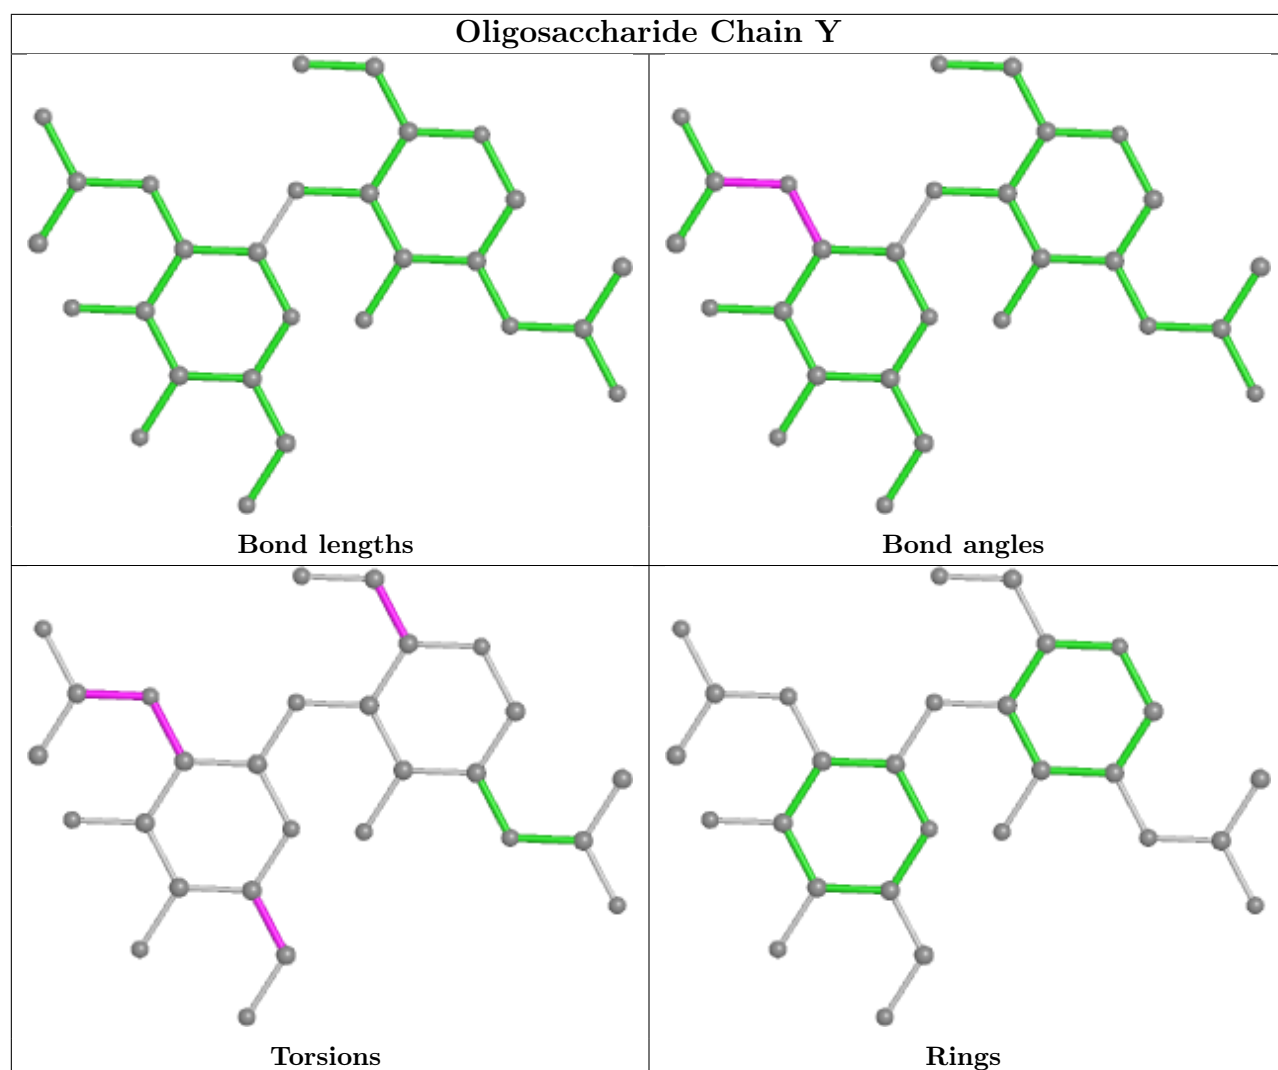 Oligosaccharide Chain Y
Bond lengths
Bond angles
Torsions
Rings